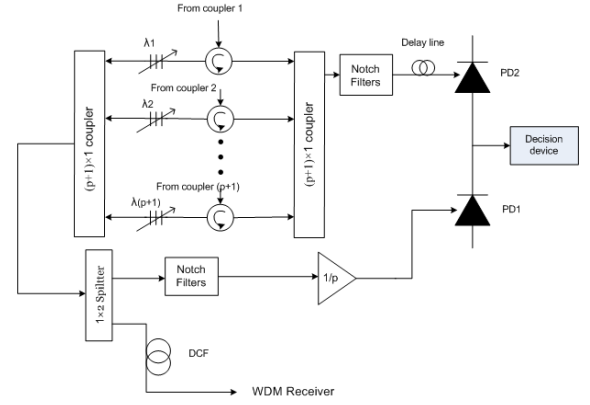 From coupler 1
λ1
Delay line
Notch
Filters
PD2
From coupler 2
λ2
(p+1)×1 coupler
(p+1)×1 coupler
Decision
device
From coupler (p+1)
λ(p+1)
PD1
Notch
Filters
1/p
1×2 Spiltter
DCF
WDM Receiver